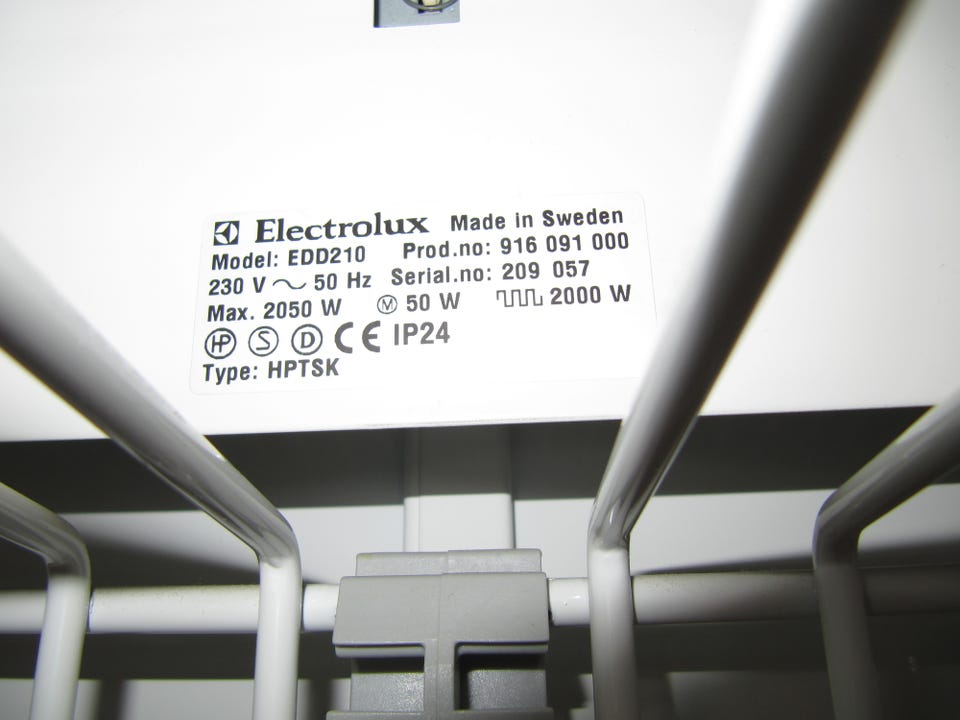 Electrolux Made in Sweden
Model: EDD210 Prod.no: 916 091 000
230 V ~ 50 Hz Serial.no: 209 057
Max. 2050 W M 50 W 2000 W
HP S D CE IP24
Type: HPTSK